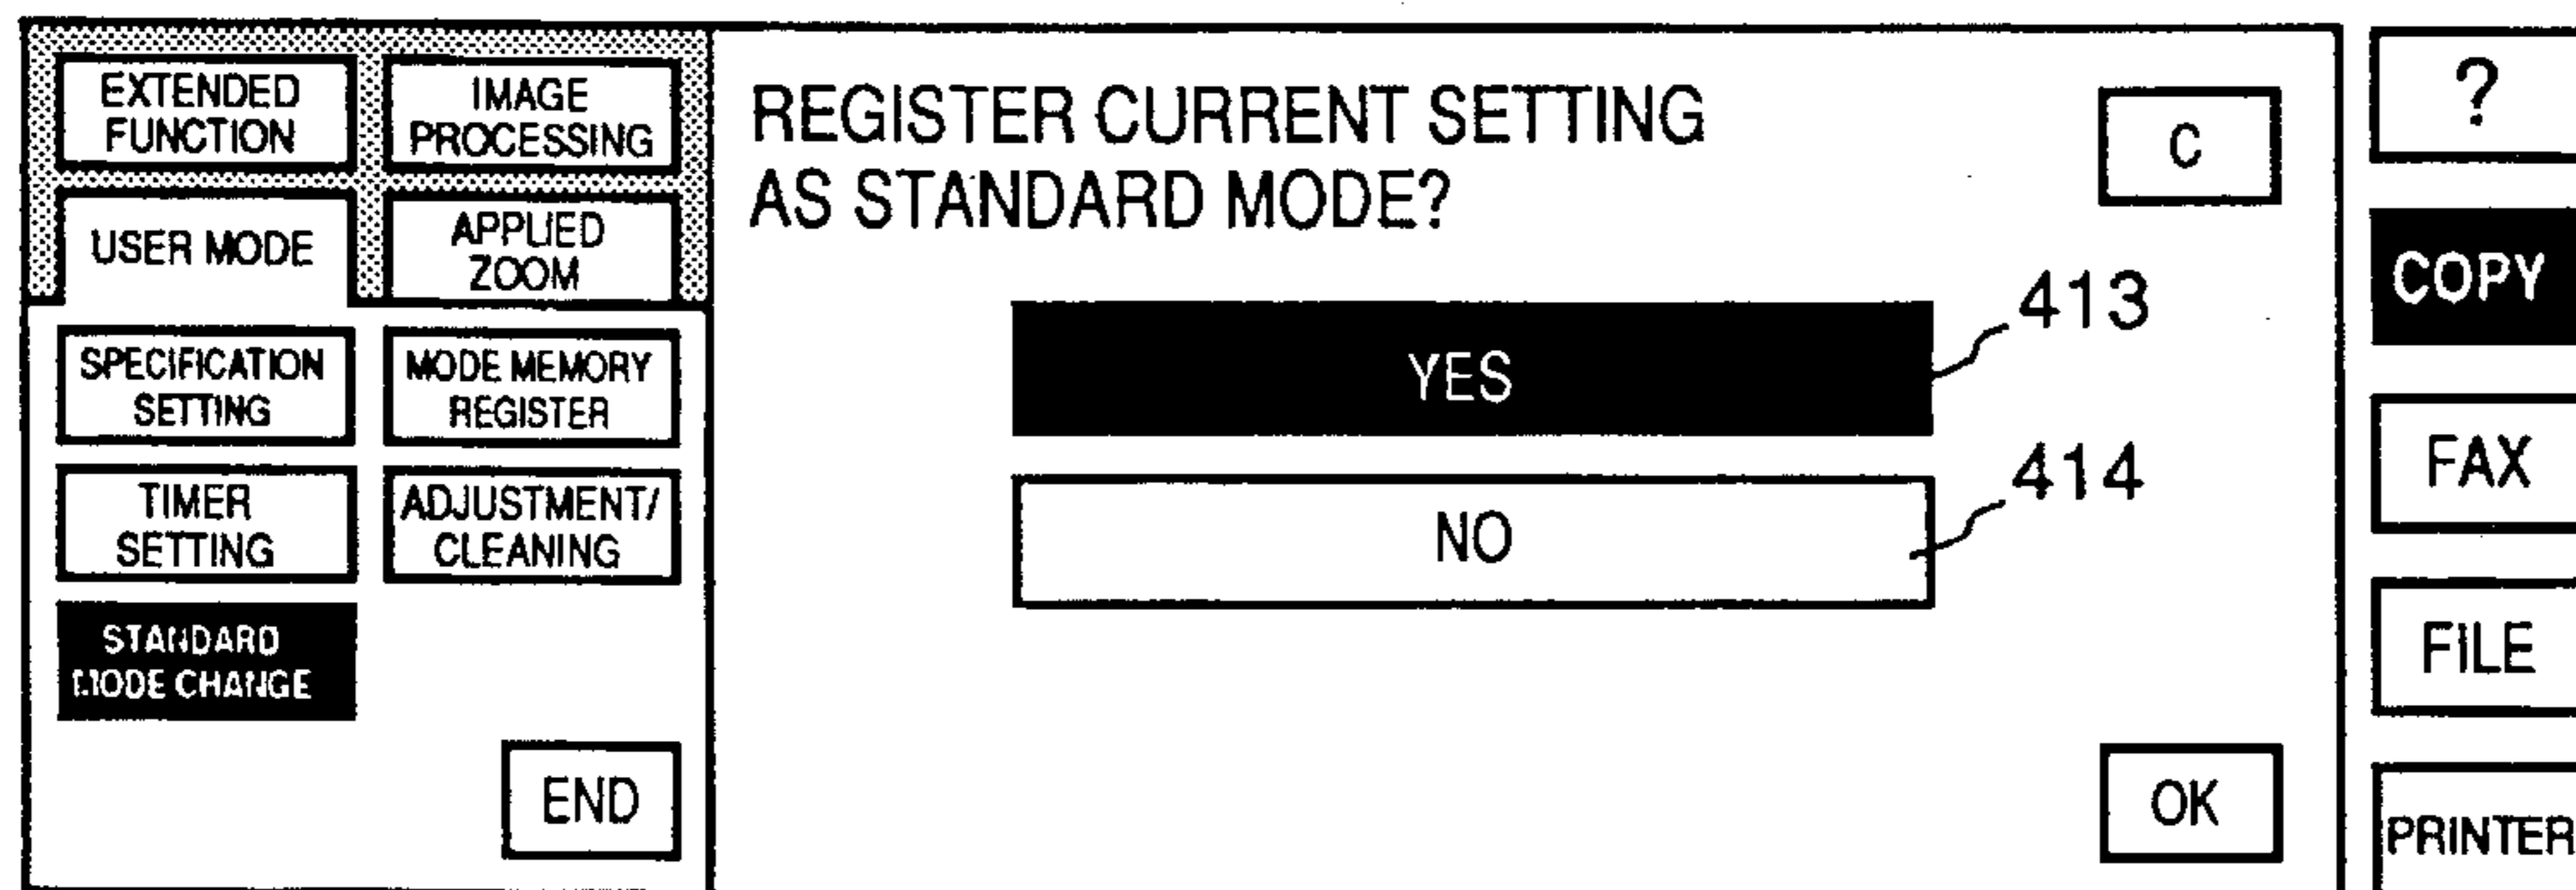 EXTENDED
FUNCTION
IMAGE
PROCESSING
USER MODE
APPLIED
ZOOM
SPECIFICATION
SETTING
MODE MEMORY
REGISTER
TIMER
SETTING
ADJUSTMENT/
CLEANING
STANDARD
MODE CHANGE
END
REGISTER CURRENT SETTING
AS STANDARD MODE?
C
YES
413
NO
414
OK
?
COPY
FAX
FILE
PRINTER